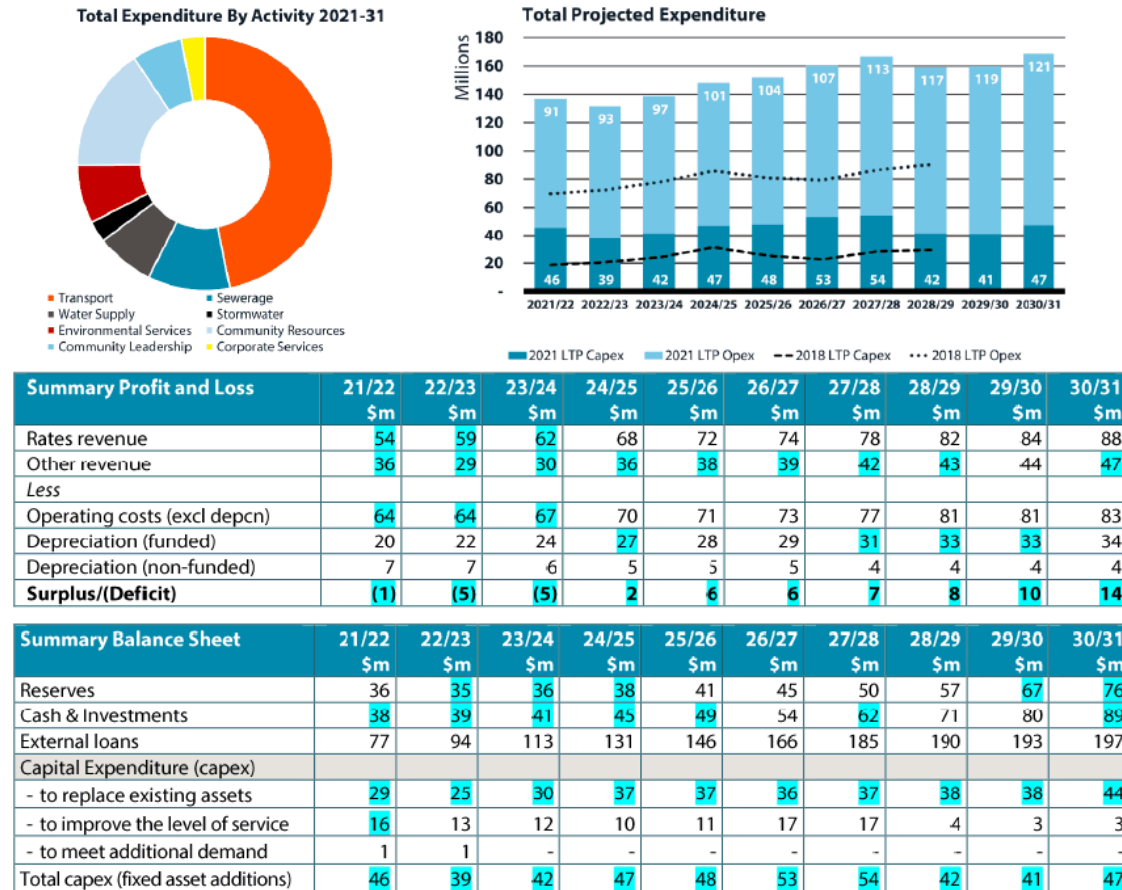 Total Expenditure By Activity 2021-31
Transport
Sewerage
Water Supply
Stormwater
Environmental Services
Community Resources
Community Leadership
Corporate Services
Total Projected Expenditure
Millions
180
160
140
120
100
80
60
40
20
-
91 93 97 101 104 107 113 117 119 121
46 39 42 47 48 53 54 42 41 47
2021/22 2022/23 2023/24 2024/25 2025/26 2026/27 2027/28 2028/29 2029/30 2030/31
2021 LTP Capex 2021 LTP Opex 2018 LTP Capex 2018 LTP Opex
Summary Profit and Loss 21/22 22/23 23/24 24/25 25/26 26/27 27/28 28/29 29/30 30/31
$m $m $m $m $m $m $m $m $m $m
Rates revenue 54 59 62 68 72 74 78 82 84 88
Other revenue 36 29 30 36 38 39 42 43 44 47
Less
Operating costs (excl depcn) 64 64 67 70 71 73 77 81 81 83
Depreciation (funded) 20 22 24 27 28 29 31 33 33 34
Depreciation (non-funded) 7 7 6 5 5 5 4 4 4 4
Surplus/(Deficit) (1) (5) (5) 2 6 6 7 8 10 14
Summary Balance Sheet 21/22 22/23 23/24 24/25 25/26 26/27 27/28 28/29 29/30 30/31
$m $m $m $m $m $m $m $m $m $m
Reserves 36 35 36 38 41 45 50 57 67 76
Cash & Investments 38 39 41 45 49 54 62 71 80 89
External loans 77 94 113 131 146 166 185 190 193 197
Capital Expenditure (capex)
- to replace existing assets 29 25 30 37 37 36 37 38 38 44
- to improve the level of service 16 13 12 10 11 17 17 4 3 3
- to meet additional demand 1 1 - - - - - - - -
Total capex (fixed asset additions) 46 39 42 47 48 53 54 42 41 47